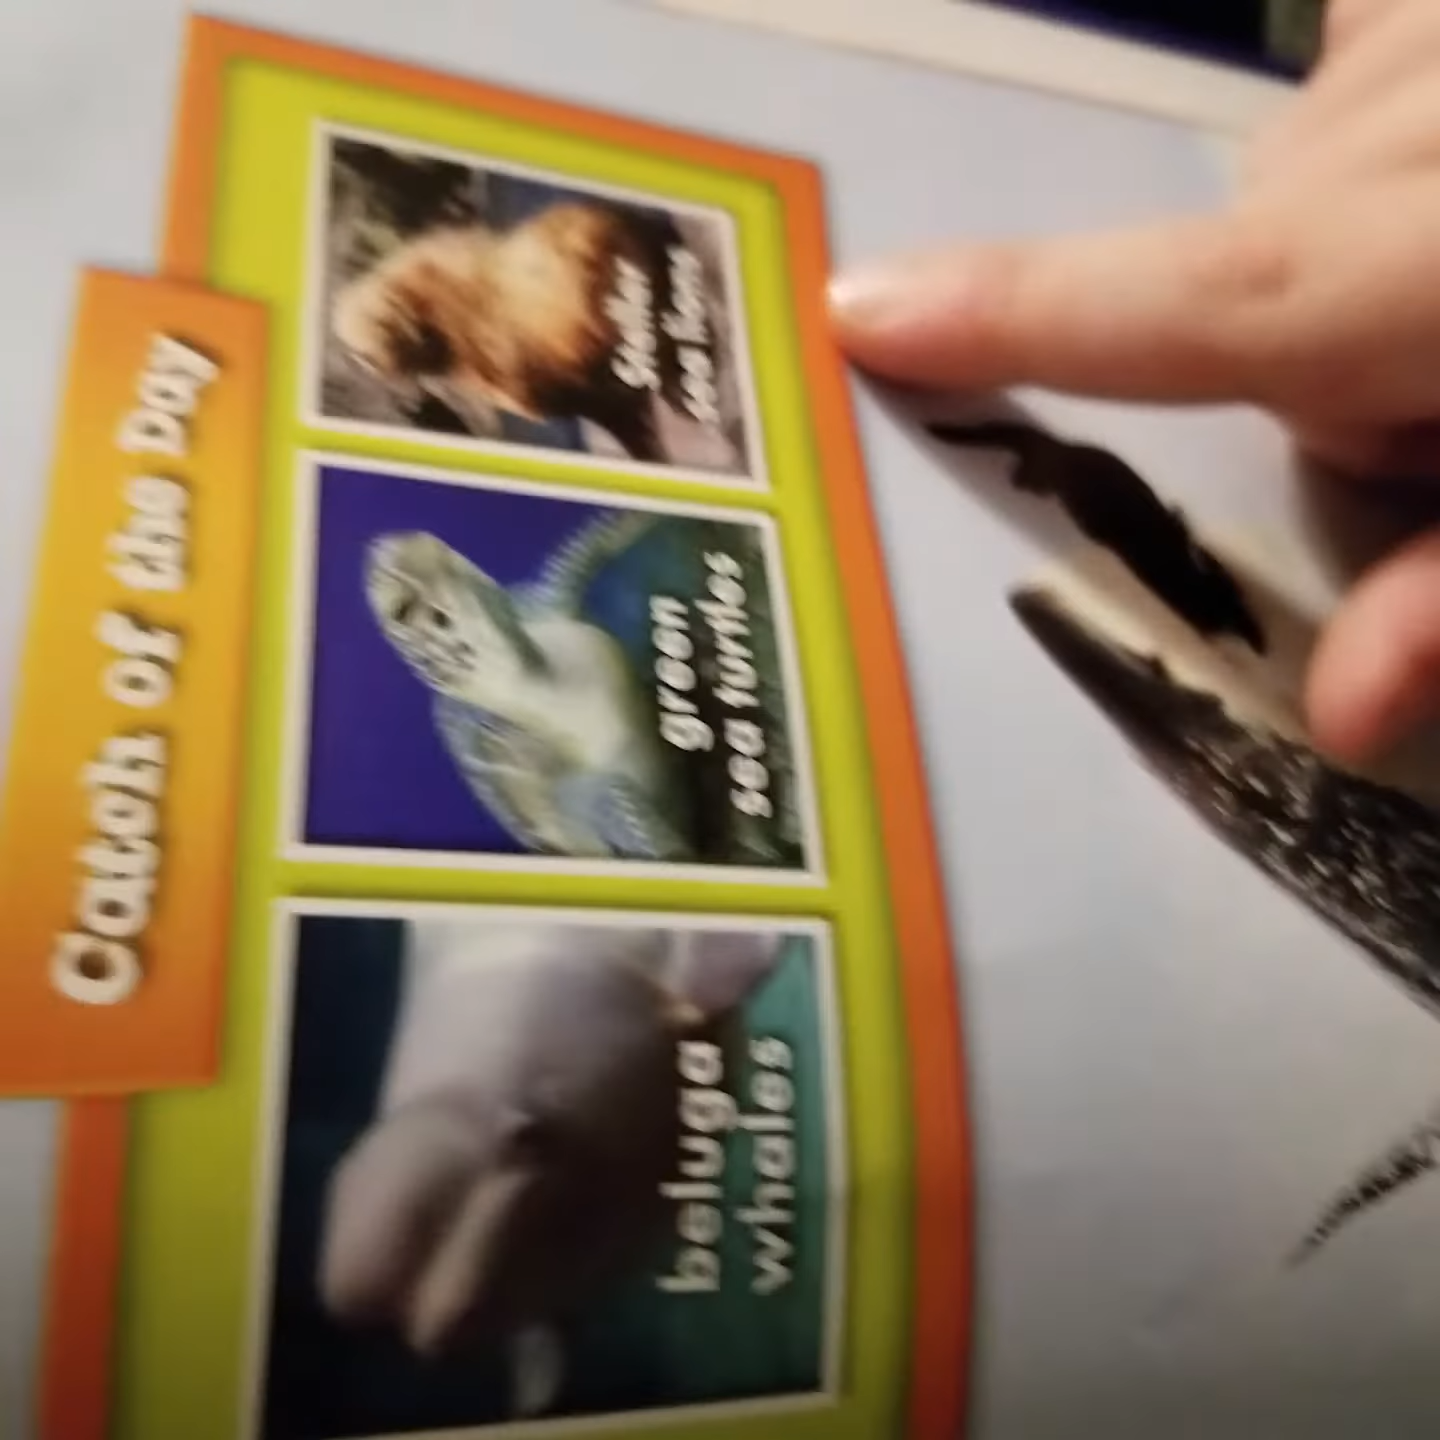 Catch of the Day
beluga
whales
green
sea turtles
Steller
sea lions